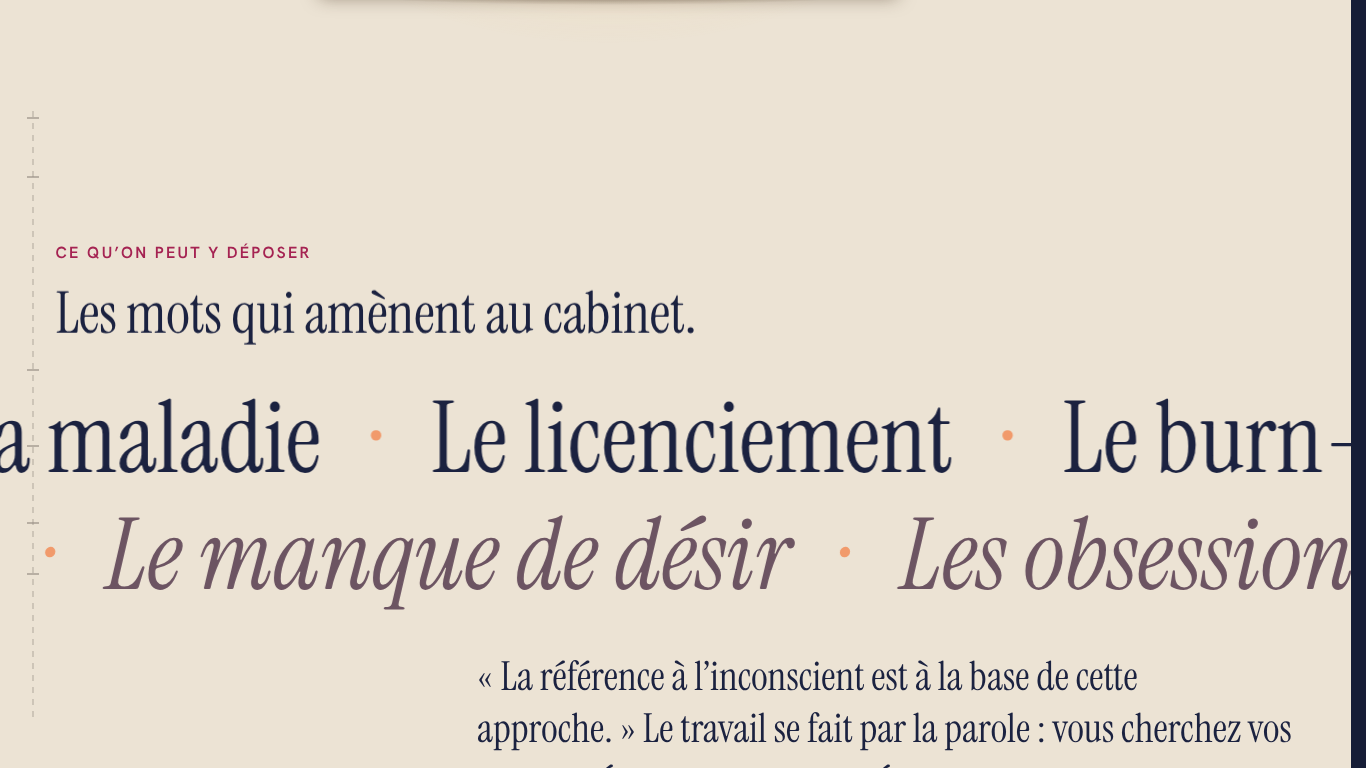 CE QU’ON PEUT Y DÉPOSER
Les mots qui amènent au cabinet.
a maladie • Le licenciement • Le burn-
• Le manque de désir • Les obsession
« La référence à l’inconscient est à la base de cette
approche. » Le travail se fait par la parole : vous cherchez vos